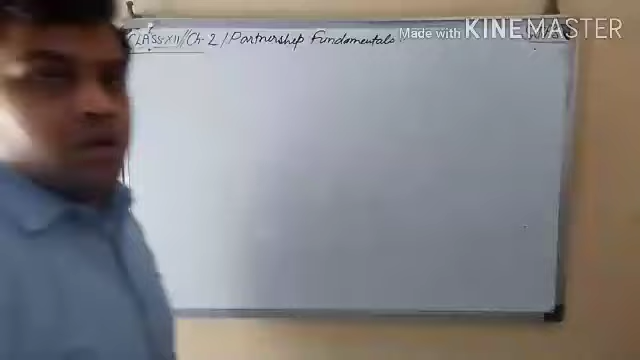 Made with KINEMASTER
CLASS-XII // Ch-2 / Partnership Fundamentals